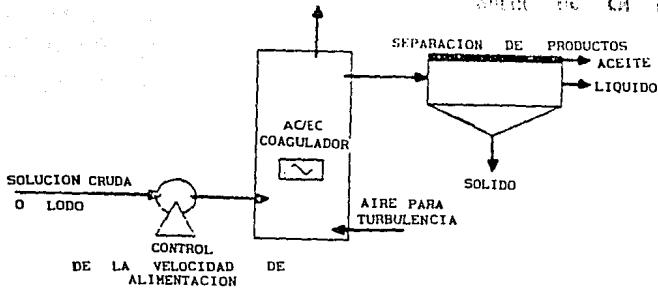 SEPARACION DE PRODUCTOS
ACEITE
LIQUIDO
AC/EC
COAGULADOR
SOLUCION CRUDA
O LODO
SOLIDO
AIRE PARA
TURBULENCIA
CONTROL
DE LA VELOCIDAD DE
ALIMENTACION